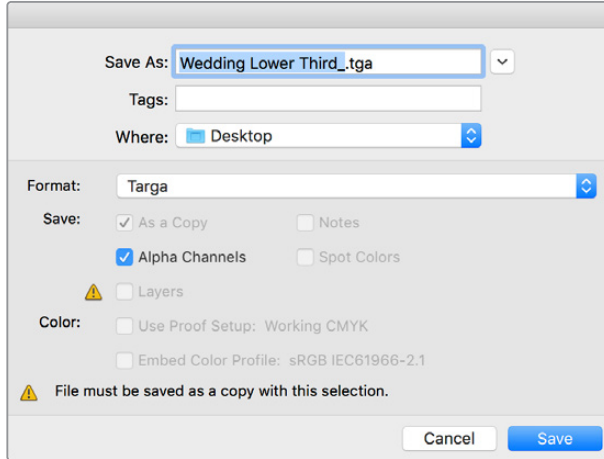 Save As: Wedding Lower Third_.tga
Tags:
Where: Desktop
Format: Targa
Save: As a Copy Notes
Alpha Channels Spot Colors
Layers
Color: Use Proof Setup: Working CMYK
Embed Color Profile: sRGB IEC61966-2.1
File must be saved as a copy with this selection.
Cancel Save